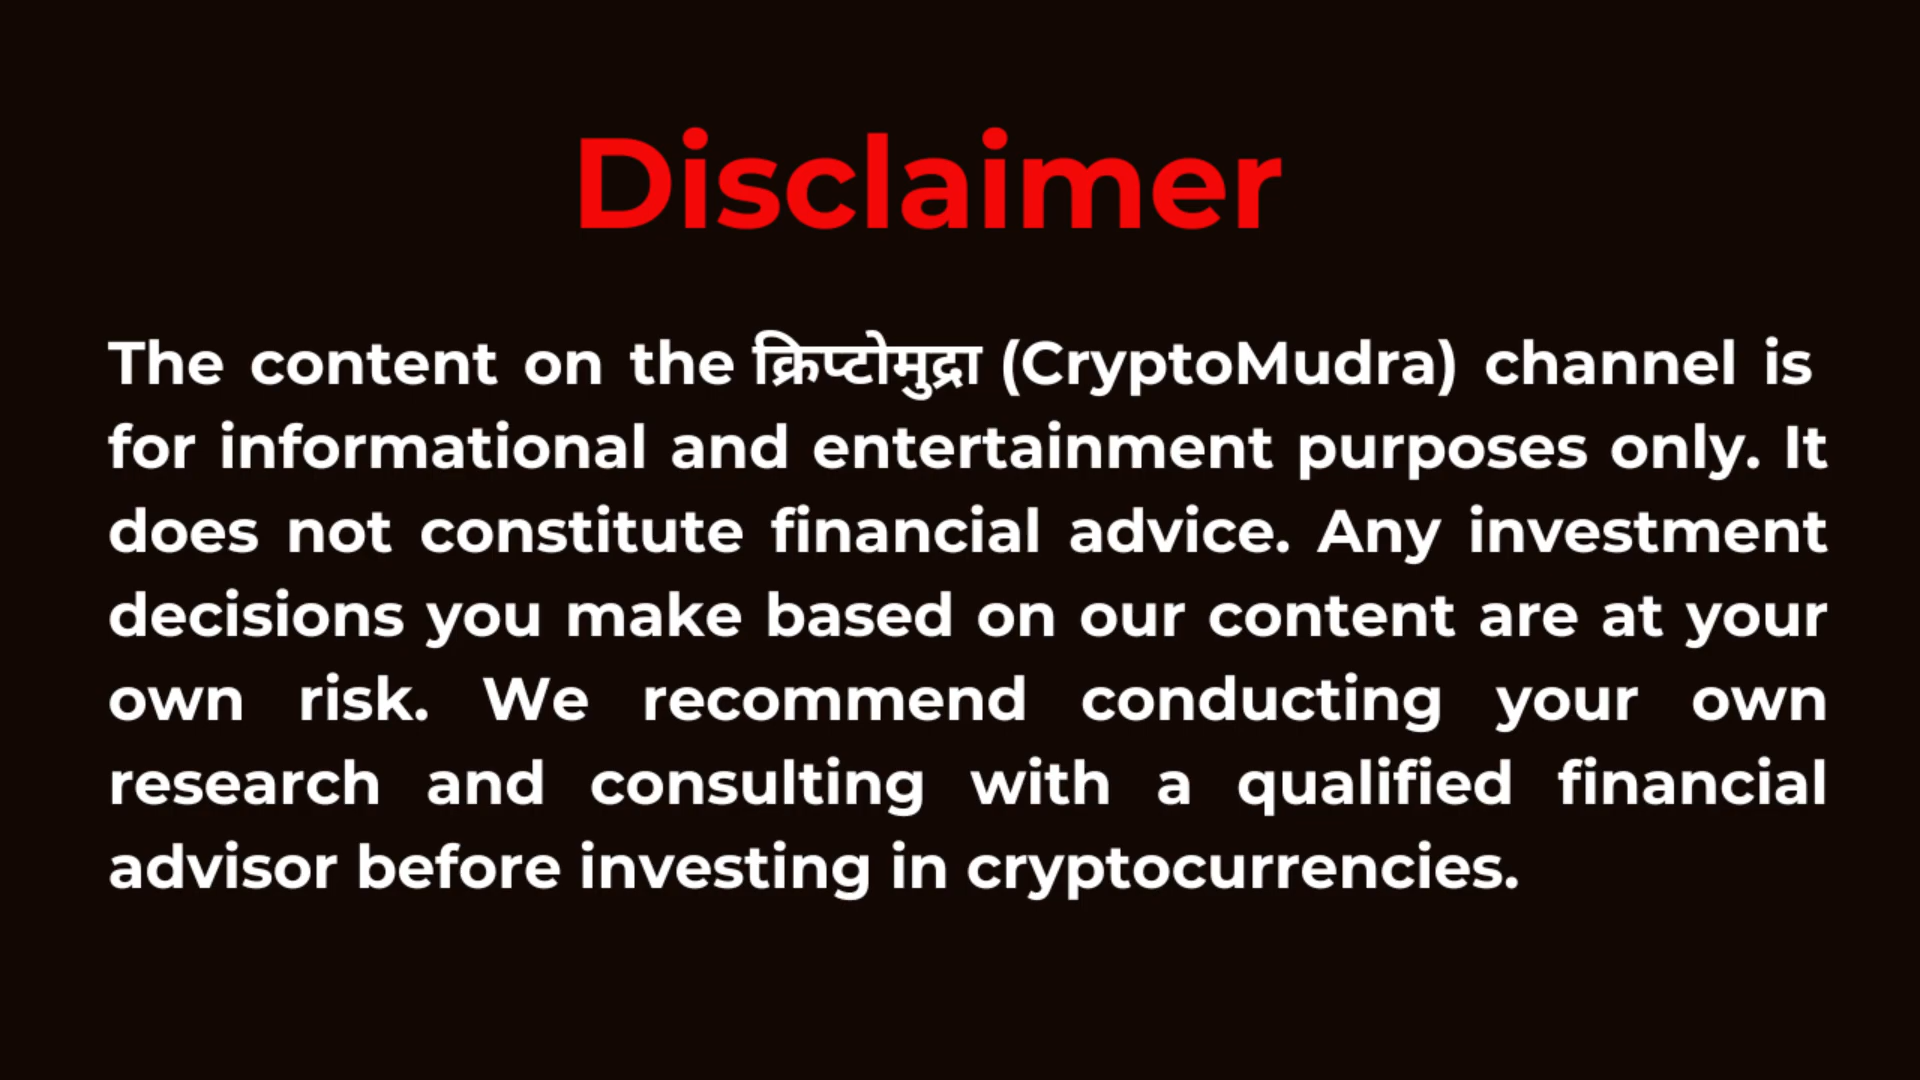 Disclaimer
The content on the क्रिप्टोमुद्रा (CryptoMudra) channel is
for informational and entertainment purposes only. It
does not constitute financial advice. Any investment
decisions you make based on our content are at your
own risk. We recommend conducting your own
research and consulting with a qualified financial
advisor before investing in cryptocurrencies.